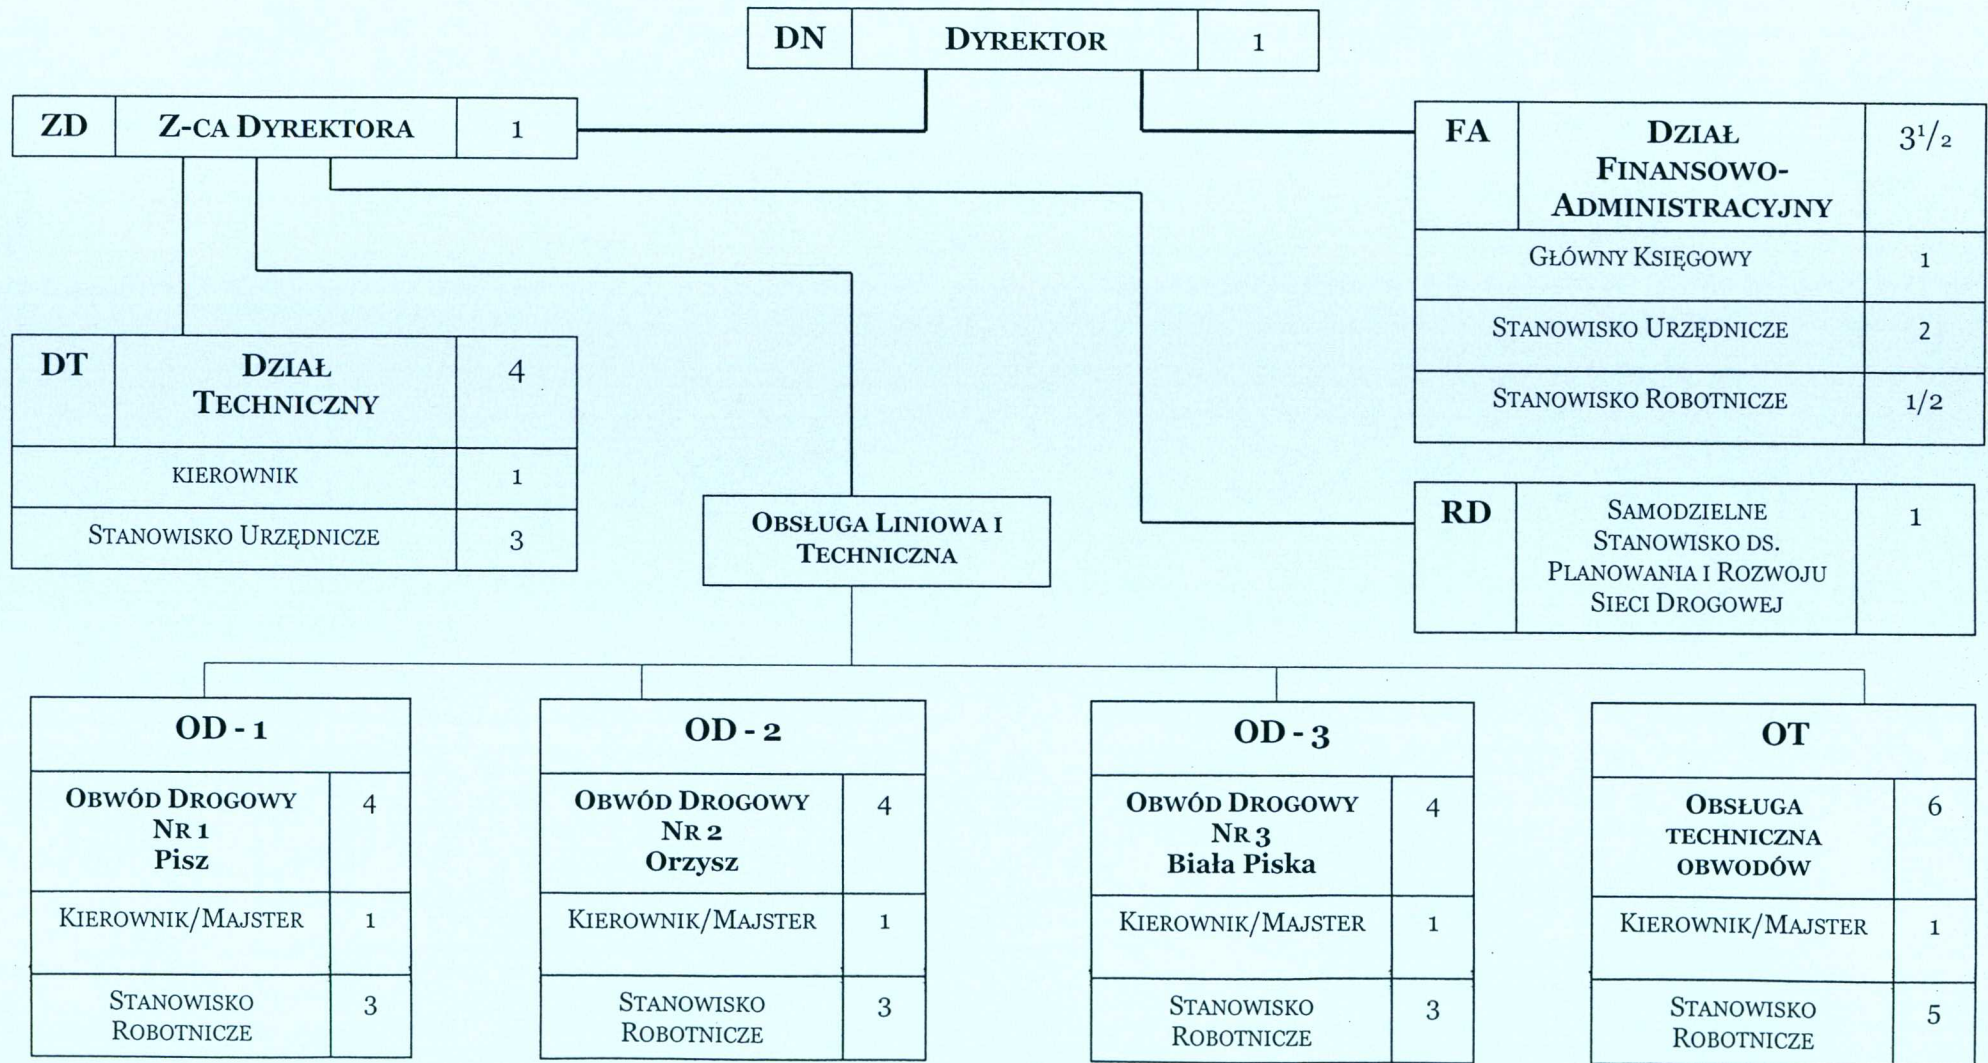 DN DYREKTOR 1
ZD Z-CA DYREKTORA 1
FA DZIAŁ 3 1/2
FINANSOWO-
ADMINISTRACYJNY
GŁÓWNY KSIĘGOWY 1
STANOWISKO URZĘDNICZE 2
STANOWISKO ROBOTNICZE 1/2
DT DZIAŁ 4
TECHNICZNY
KIEROWNIK 1
STANOWISKO URZĘDNICZE 3
OBSŁUGA LINIOWA I
TECHNICZNA
RD SAMODZIELNE 1
STANOWISKO DS.
PLANOWANIA I ROZWOJU
SIECI DROGOWEJ
OD - 1
OBWÓD DROGOWY 4
NR 1
Pisz
KIEROWNIK/MAJSTER 1
STANOWISKO 3
ROBOTNICZE
OD - 2
OBWÓD DROGOWY 4
NR 2
Orzysz
KIEROWNIK/MAJSTER 1
STANOWISKO 3
ROBOTNICZE
OD - 3
OBWÓD DROGOWY 4
NR 3
Biała Piska
KIEROWNIK/MAJSTER 1
STANOWISKO 3
ROBOTNICZE
OT
OBSŁUGA 6
TECHNICZNA
OBWODÓW
KIEROWNIK/MAJSTER 1
STANOWISKO 5
ROBOTNICZE